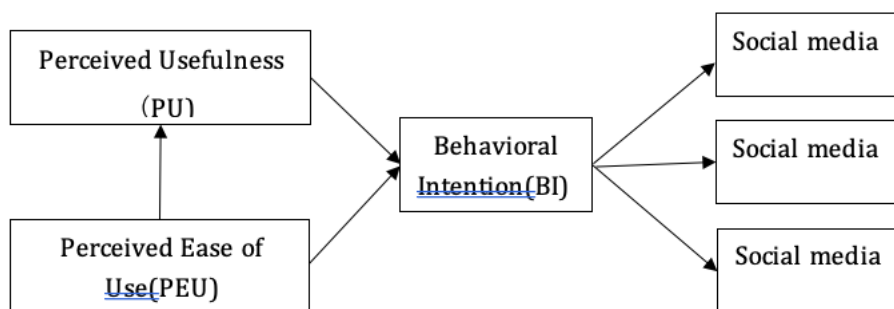 Perceived Usefulness
(PU)
Perceived Ease of
Use(PEU)
Behavioral
Intention(BI)
Social media
Social media
Social media